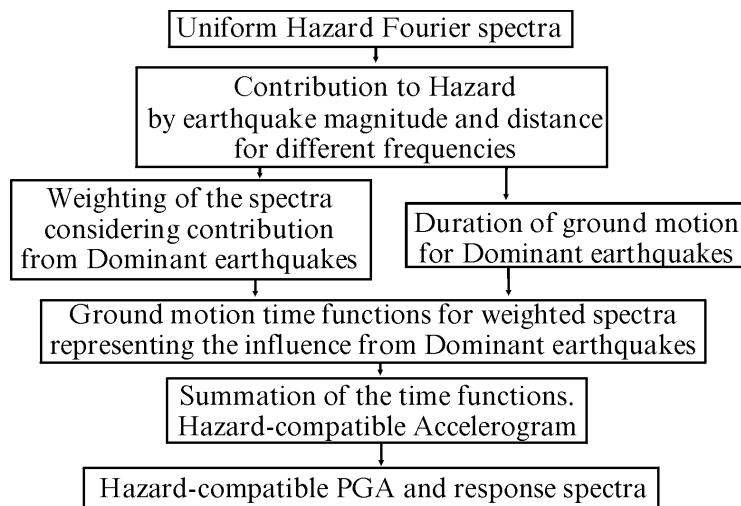 Uniform Hazard Fourier spectra
Contribution to Hazard
by earthquake magnitude and distance
for different frequencies
Weighting of the spectra
considering contribution
from Dominant earthquakes
Duration of ground motion
for Dominant earthquakes
Ground motion time functions for weighted spectra
representing the influence from Dominant earthquakes
Summation of the time functions.
Hazard-compatible Accelerogram
Hazard-compatible PGA and response spectra